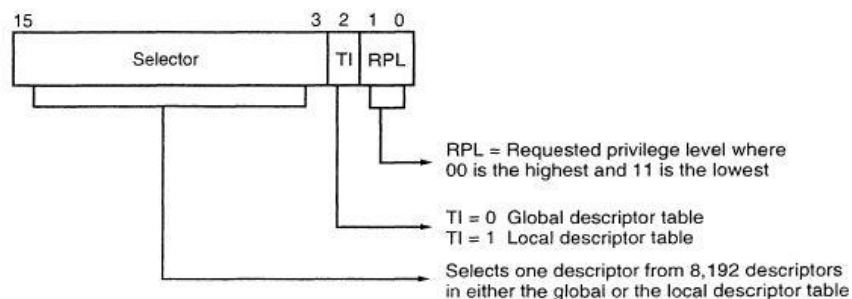 15 3 2 1 0
Selector TI RPL
RPL = Requested privilege level where
00 is the highest and 11 is the lowest
TI = 0 Global descriptor table
TI = 1 Local descriptor table
Selects one descriptor from 8,192 descriptors
in either the global or the local descriptor table